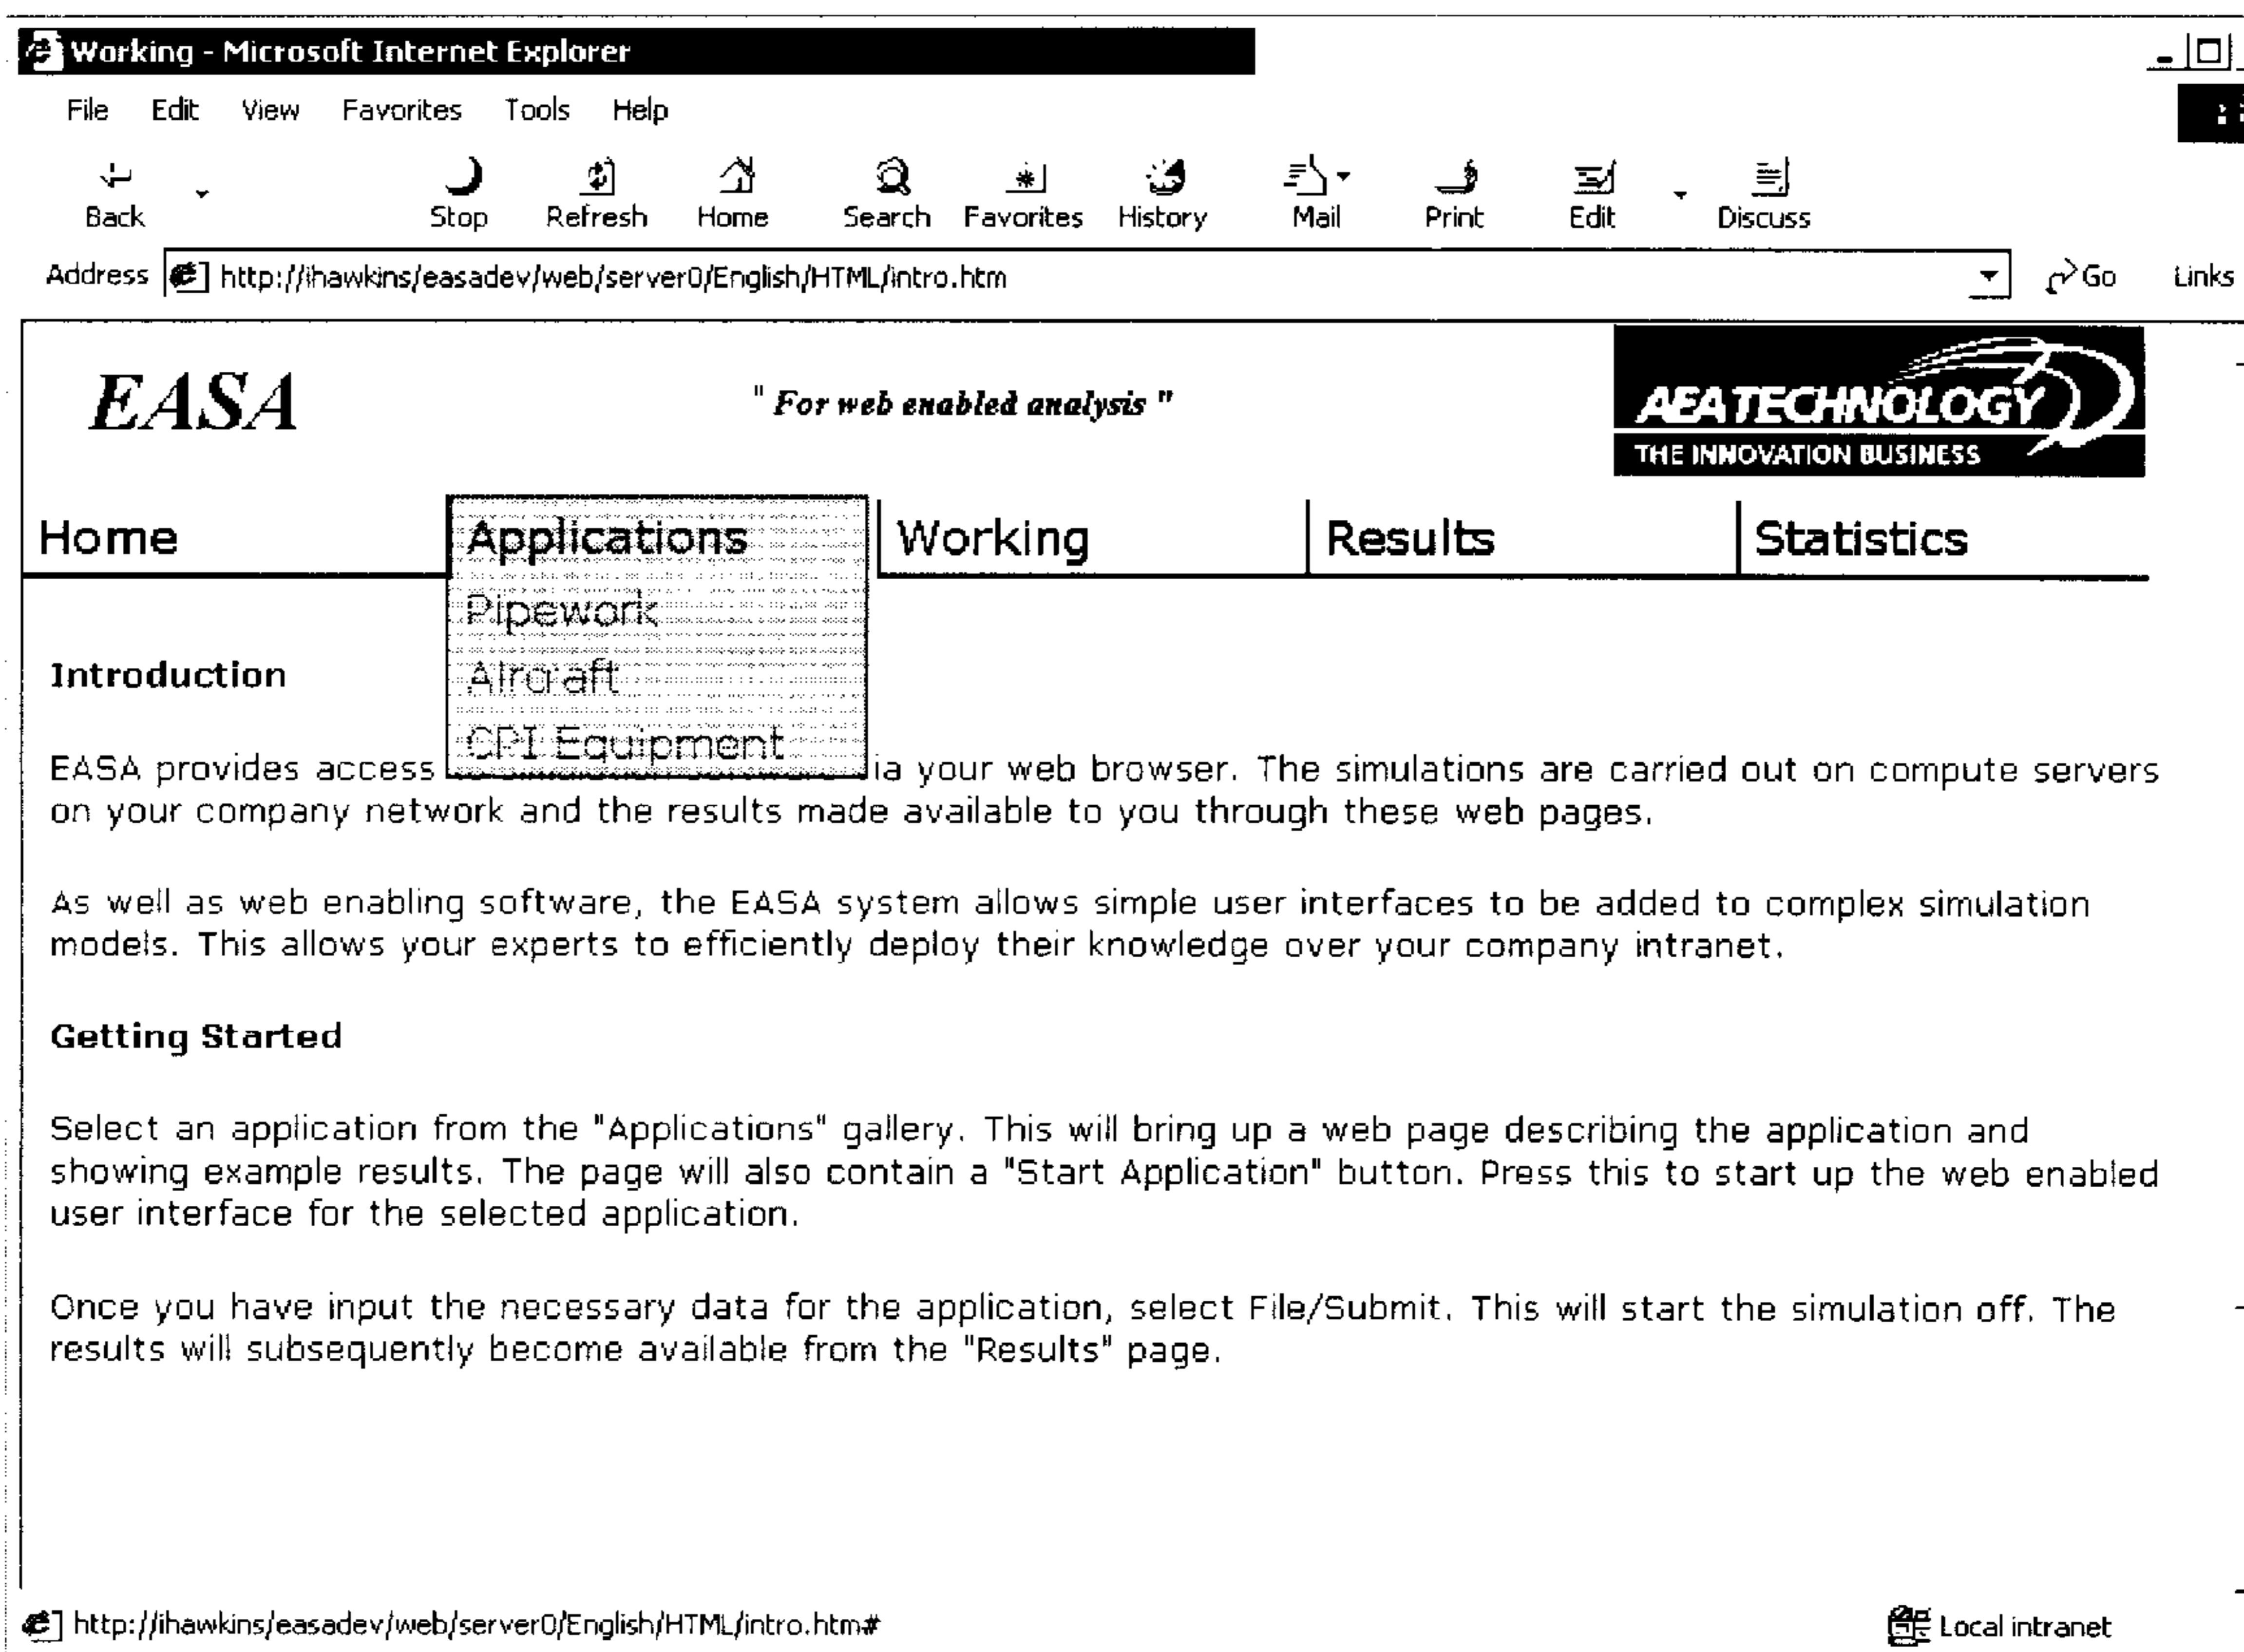 Working - Microsoft Internet Explorer
File Edit View Favorites Tools Help
Back Stop Refresh Home Search Favorites History Mail Print Edit Discuss
Address http://ihawkins/easadev/web/server0/English/HTML/intro.htm Go Links
EASA " For web enabled analysis " AEA TECHNOLOGY
THE INNOVATION BUSINESS
Home Applications Working Results Statistics
Pipework
Aircraft
CPI Equipment
Introduction
EASA provides access ia your web browser. The simulations are carried out on compute servers
on your company network and the results made available to you through these web pages.
As well as web enabling software, the EASA system allows simple user interfaces to be added to complex simulation
models. This allows your experts to efficiently deploy their knowledge over your company intranet.
Getting Started
Select an application from the "Applications" gallery. This will bring up a web page describing the application and
showing example results. The page will also contain a "Start Application" button. Press this to start up the web enabled
user interface for the selected application.
Once you have input the necessary data for the application, select File/Submit. This will start the simulation off. The
results will subsequently become available from the "Results" page.
http://ihawkins/easadev/web/server0/English/HTML/intro.htm# Local intranet